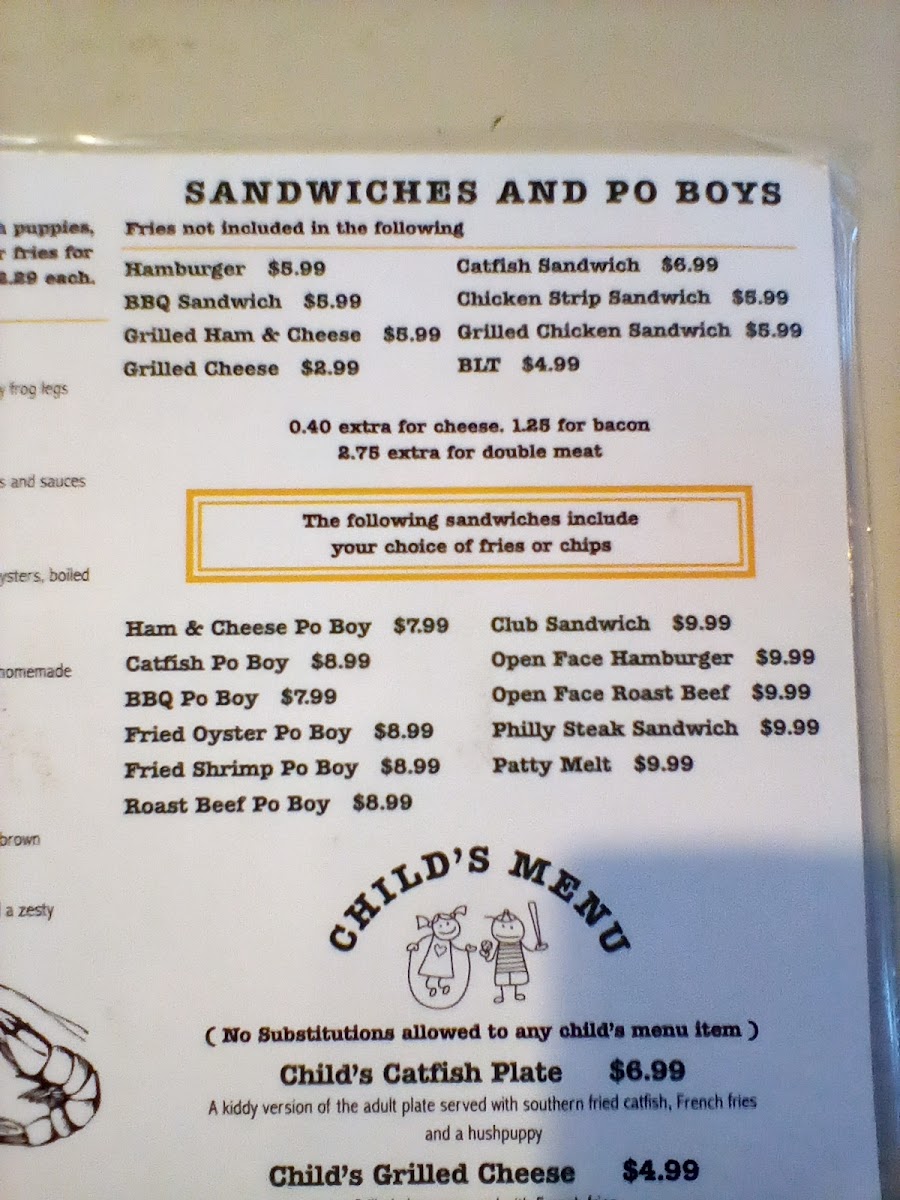 SANDWICHES AND PO BOYS
puppies,
fries for
each.
Fries not included in the following
Hamburger $5.99
BBQ Sandwich $5.99
Grilled Ham & Cheese $5.99
Grilled Cheese $2.99
Catfish Sandwich $6.99
Chicken Strip Sandwich $5.99
Grilled Chicken Sandwich $5.99
BLT $4.99
0.40 extra for cheese. 1.25 for bacon
2.75 extra for double meat
The following sandwiches include
your choice of fries or chips
frog legs
and sauces
boiled
homemade
brown
a zesty
Ham & Cheese Po Boy $7.99
Catfish Po Boy $8.99
BBQ Po Boy $7.99
Fried Oyster Po Boy $8.99
Fried Shrimp Po Boy $8.99
Roast Beef Po Boy $8.99
Club Sandwich $9.99
Open Face Hamburger $9.99
Open Face Roast Beef $9.99
Philly Steak Sandwich $9.99
Patty Melt $9.99
CHILD'S MENU
( No Substitutions allowed to any child's menu item )
Child's Catfish Plate $6.99
A kiddy version of the adult plate served with southern fried catfish, French fries
and a hushpuppy
Child's Grilled Cheese $4.99